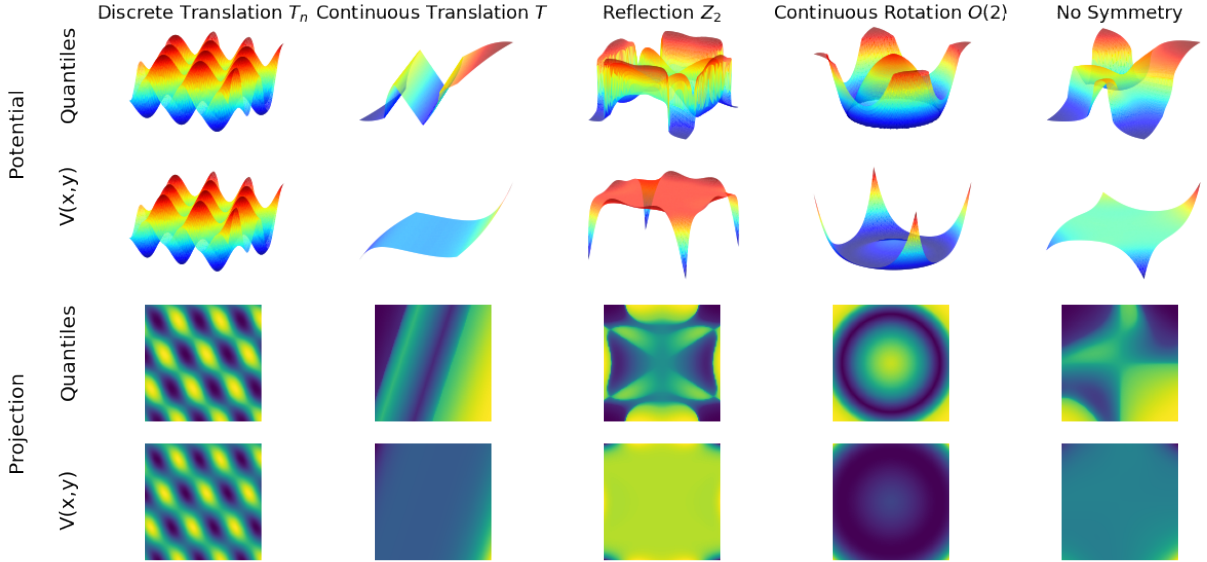 Discrete Translation Tₙ
Continuous Translation T
Reflection Z₂
Continuous Rotation O(2)
No Symmetry
Potential
Quantiles
V(x,y)
Projection
Quantiles
V(x,y)